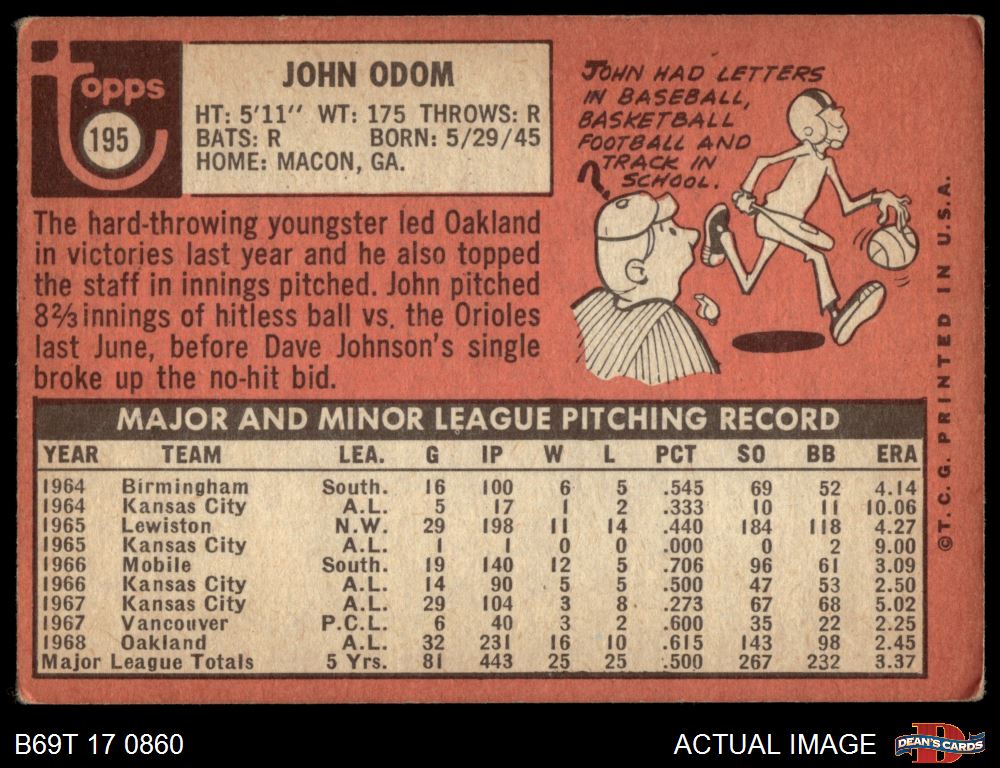 topps
195
JOHN ODOM
HT: 5'11'' WT: 175 THROWS: R
BATS: R BORN: 5/29/45
HOME: MACON, GA.
JOHN HAD LETTERS
IN BASEBALL,
BASKETBALL
FOOTBALL AND
TRACK IN
SCHOOL.
?
The hard-throwing youngster led Oakland
in victories last year and he also topped
the staff in innings pitched. John pitched
8⅔ innings of hitless ball vs. the Orioles
last June, before Dave Johnson's single
broke up the no-hit bid.
MAJOR AND MINOR LEAGUE PITCHING RECORD
YEAR TEAM LEA. G IP W L PCT SO BB ERA
1964 Birmingham South. 16 100 6 5 .545 69 52 4.14
1964 Kansas City A.L. 5 17 1 2 .333 10 11 10.06
1965 Lewiston N.W. 29 198 11 14 .440 184 118 4.27
1965 Kansas City A.L. 1 1 0 0 .000 0 2 9.00
1966 Mobile South. 19 140 12 5 .706 96 61 3.09
1966 Kansas City A.L. 14 90 5 5 .500 47 53 2.50
1967 Kansas City A.L. 29 104 3 8 .273 67 68 5.02
1967 Vancouver P.C.L. 6 40 3 2 .600 35 22 2.25
1968 Oakland A.L. 32 231 16 10 .615 143 98 2.45
Major League Totals 5 Yrs. 81 443 25 25 .500 267 232 3.37
©T.C.G. PRINTED IN U.S.A.
B69T 17 0860
ACTUAL IMAGE
D
DEAN'S CARDS